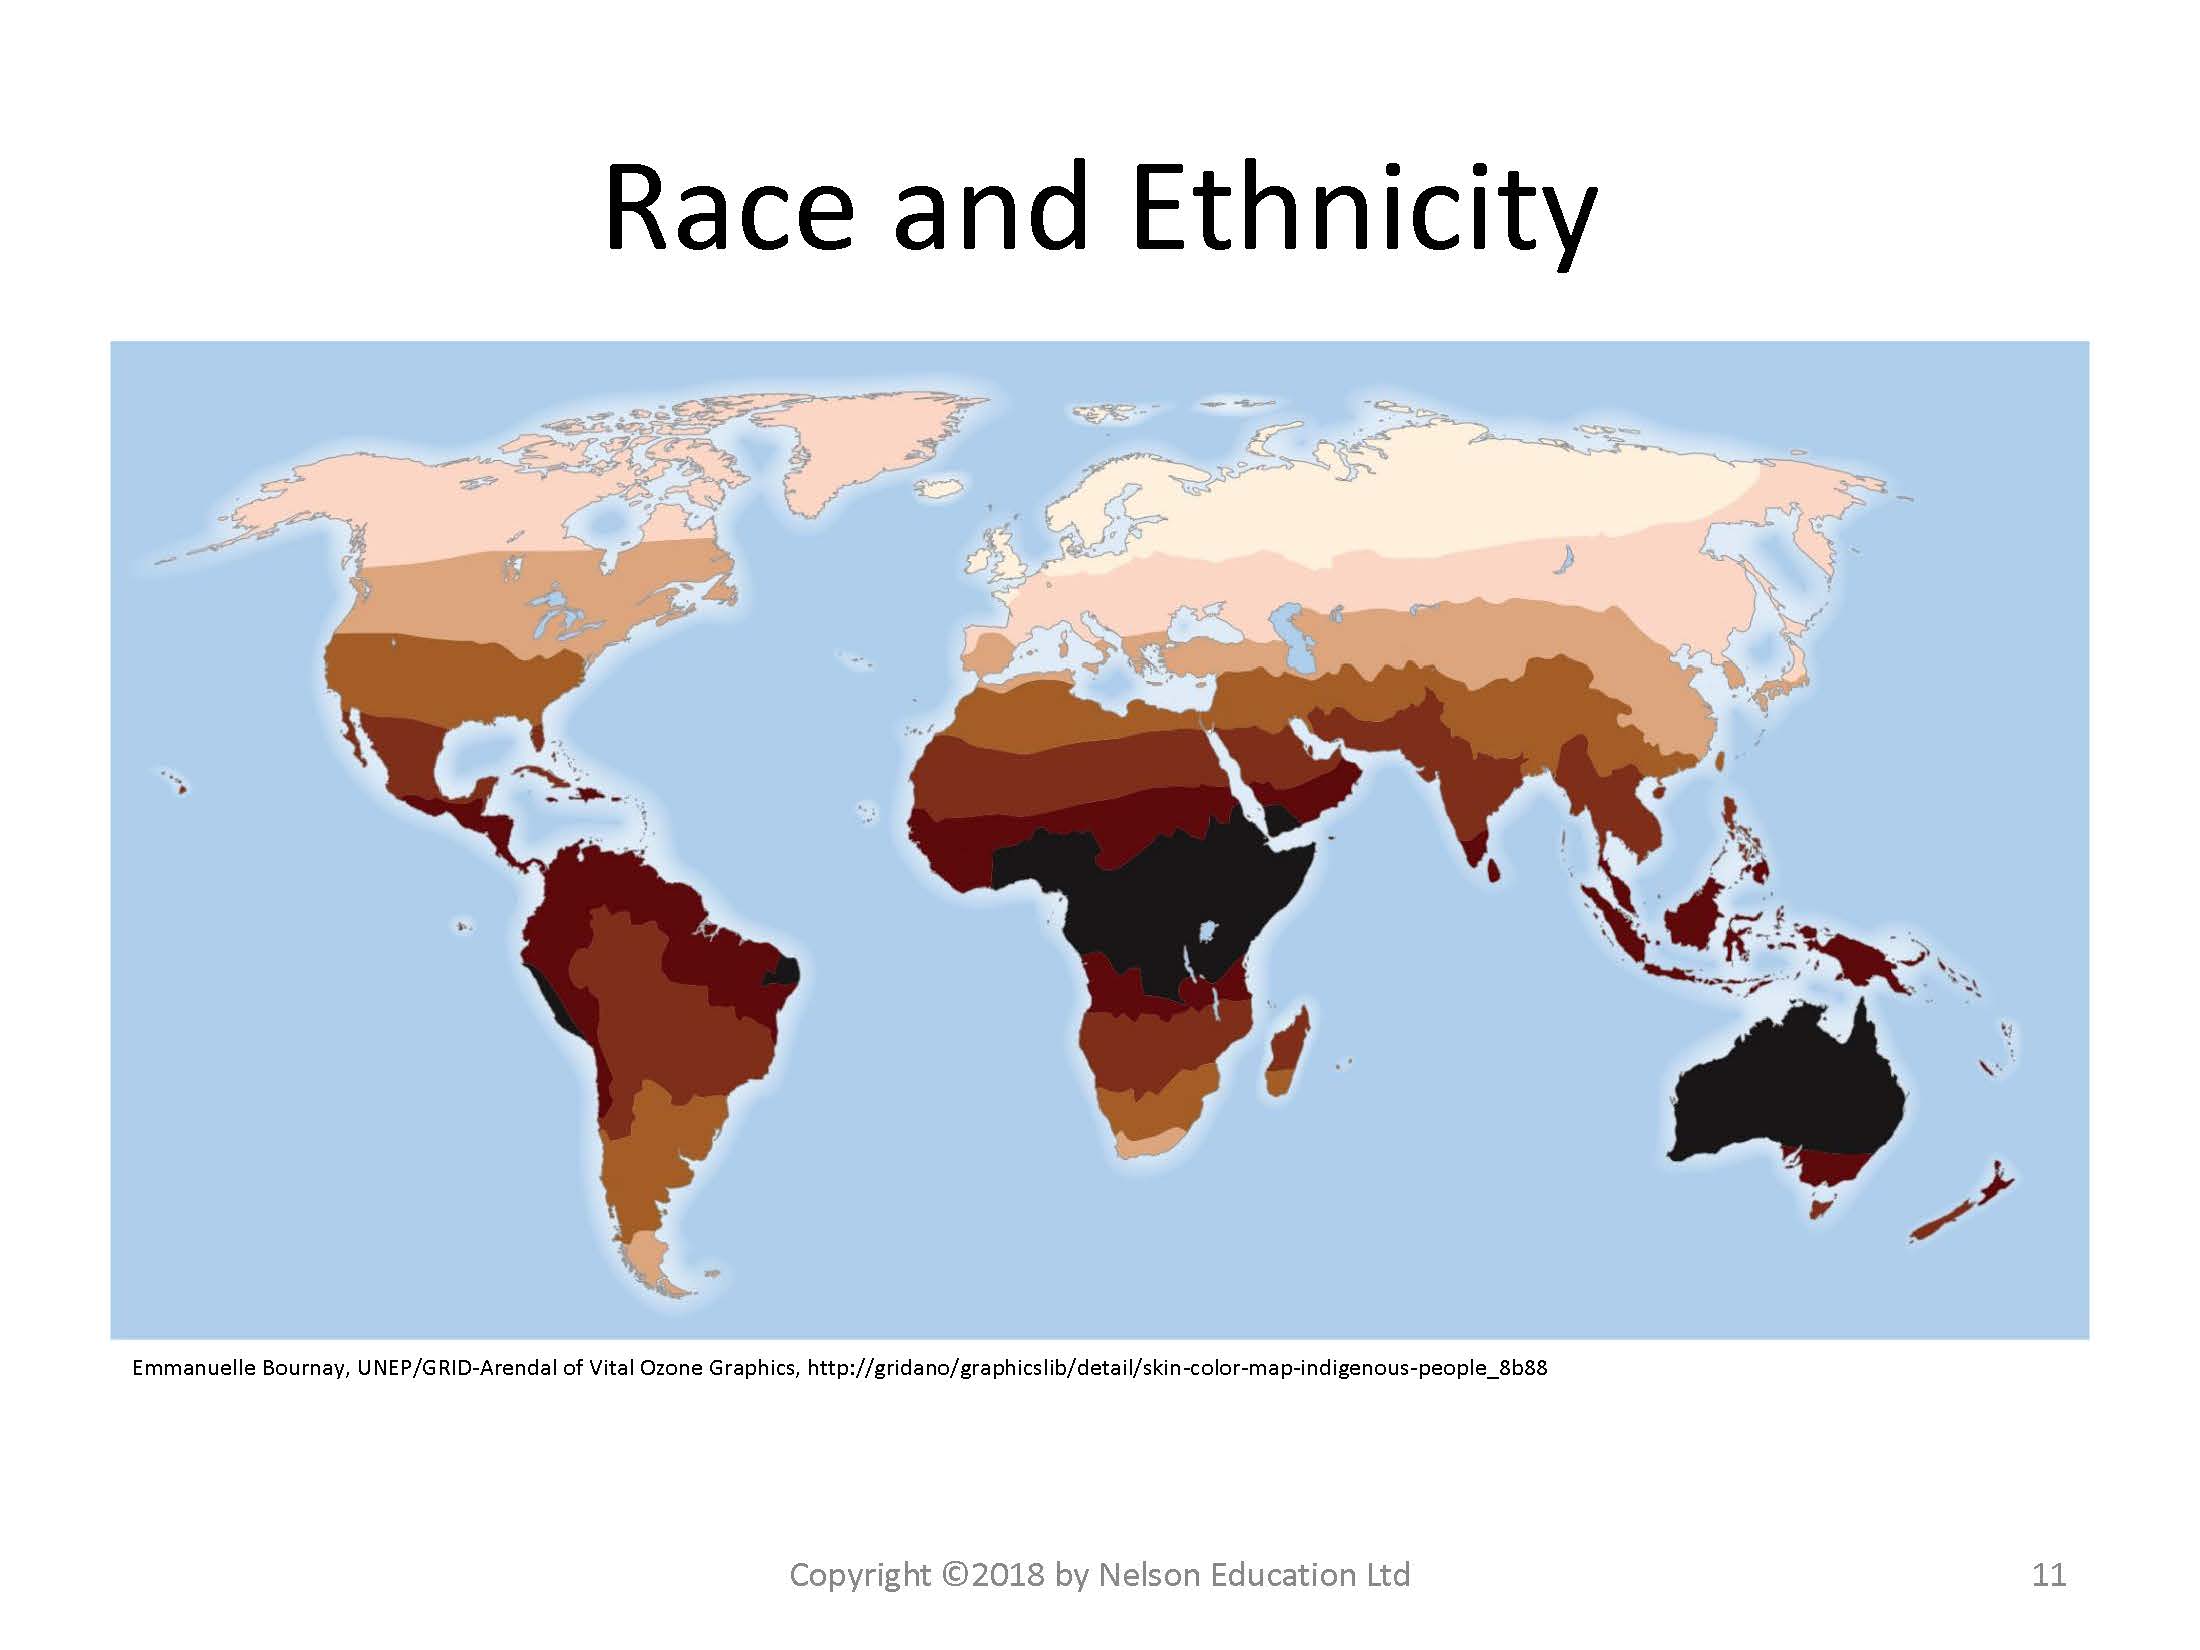 Race and Ethnicity
Emmanuelle Bournay, UNEP/GRID-Arendal of Vital Ozone Graphics, http://gridano/graphicslib/detail/skin-color-map-indigenous-people_8b88
Copyright ©2018 by Nelson Education Ltd
11